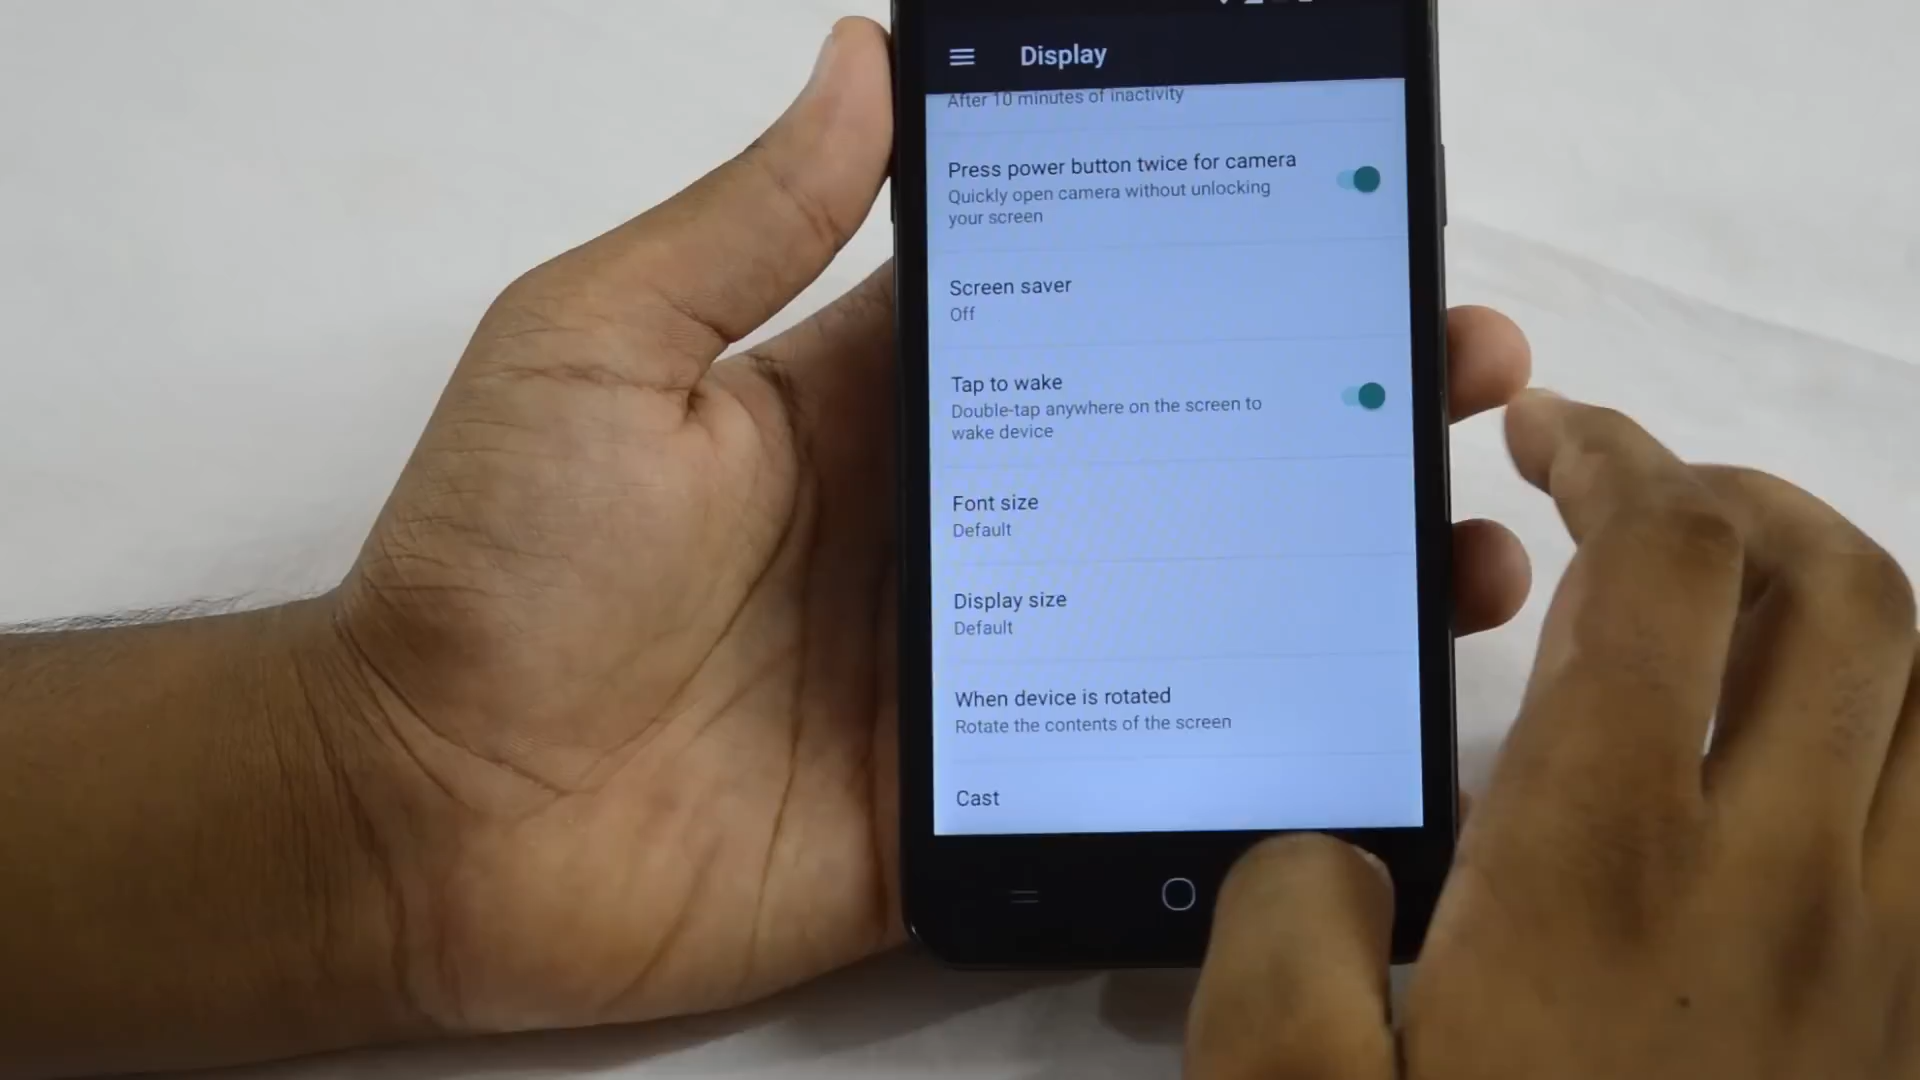 Display
After 10 minutes of inactivity
Press power button twice for camera
Quickly open camera without unlocking
your screen
Screen saver
Off
Tap to wake
Double-tap anywhere on the screen to
wake device
Font size
Default
Display size
Default
When device is rotated
Rotate the contents of the screen
Cast